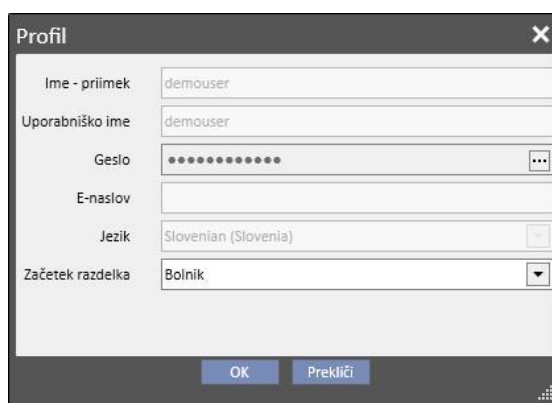 Profil
Ime - priimek demouser
Uporabniško ime demouser
Geslo ••••••••••••
E-naslov
Jezik Slovenian (Slovenia)
Začetek razdelka Bolnik
OK Prekliči